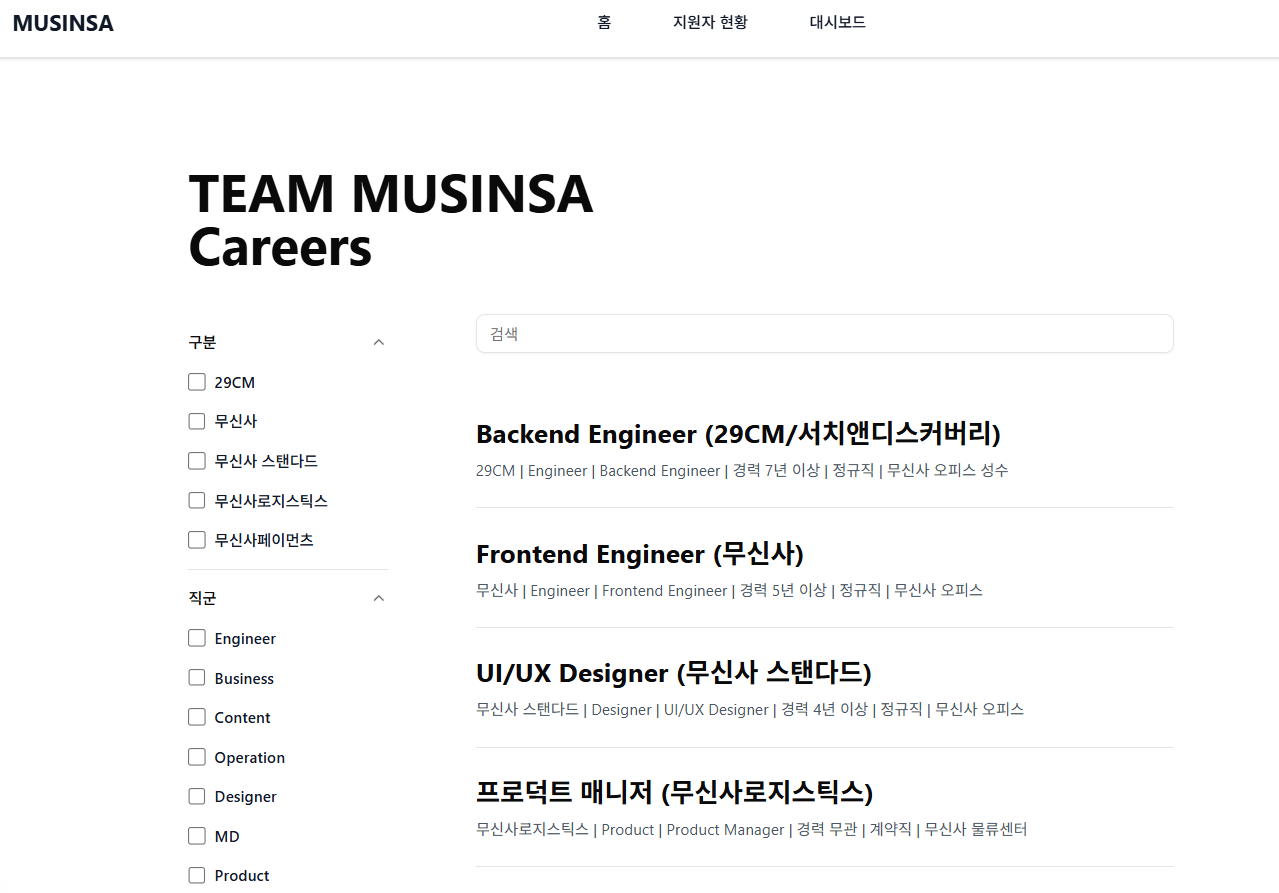 MUSINSA
홈
지원자 현황
대시보드
TEAM MUSINSA
Careers
구분
29CM
무신사
무신사 스탠다드
무신사로지스틱스
무신사페이먼츠
직군
Engineer
Business
Content
Operation
Designer
MD
Product
검색
Backend Engineer (29CM/서치앤디스커버리)
29CM | Engineer | Backend Engineer | 경력 7년 이상 | 정규직 | 무신사 오피스 성수
Frontend Engineer (무신사)
무신사 | Engineer | Frontend Engineer | 경력 5년 이상 | 정규직 | 무신사 오피스
UI/UX Designer (무신사 스탠다드)
무신사 스탠다드 | Designer | UI/UX Designer | 경력 4년 이상 | 정규직 | 무신사 오피스
프로덕트 매니저 (무신사로지스틱스)
무신사로지스틱스 | Product | Product Manager | 경력 무관 | 계약직 | 무신사 물류센터